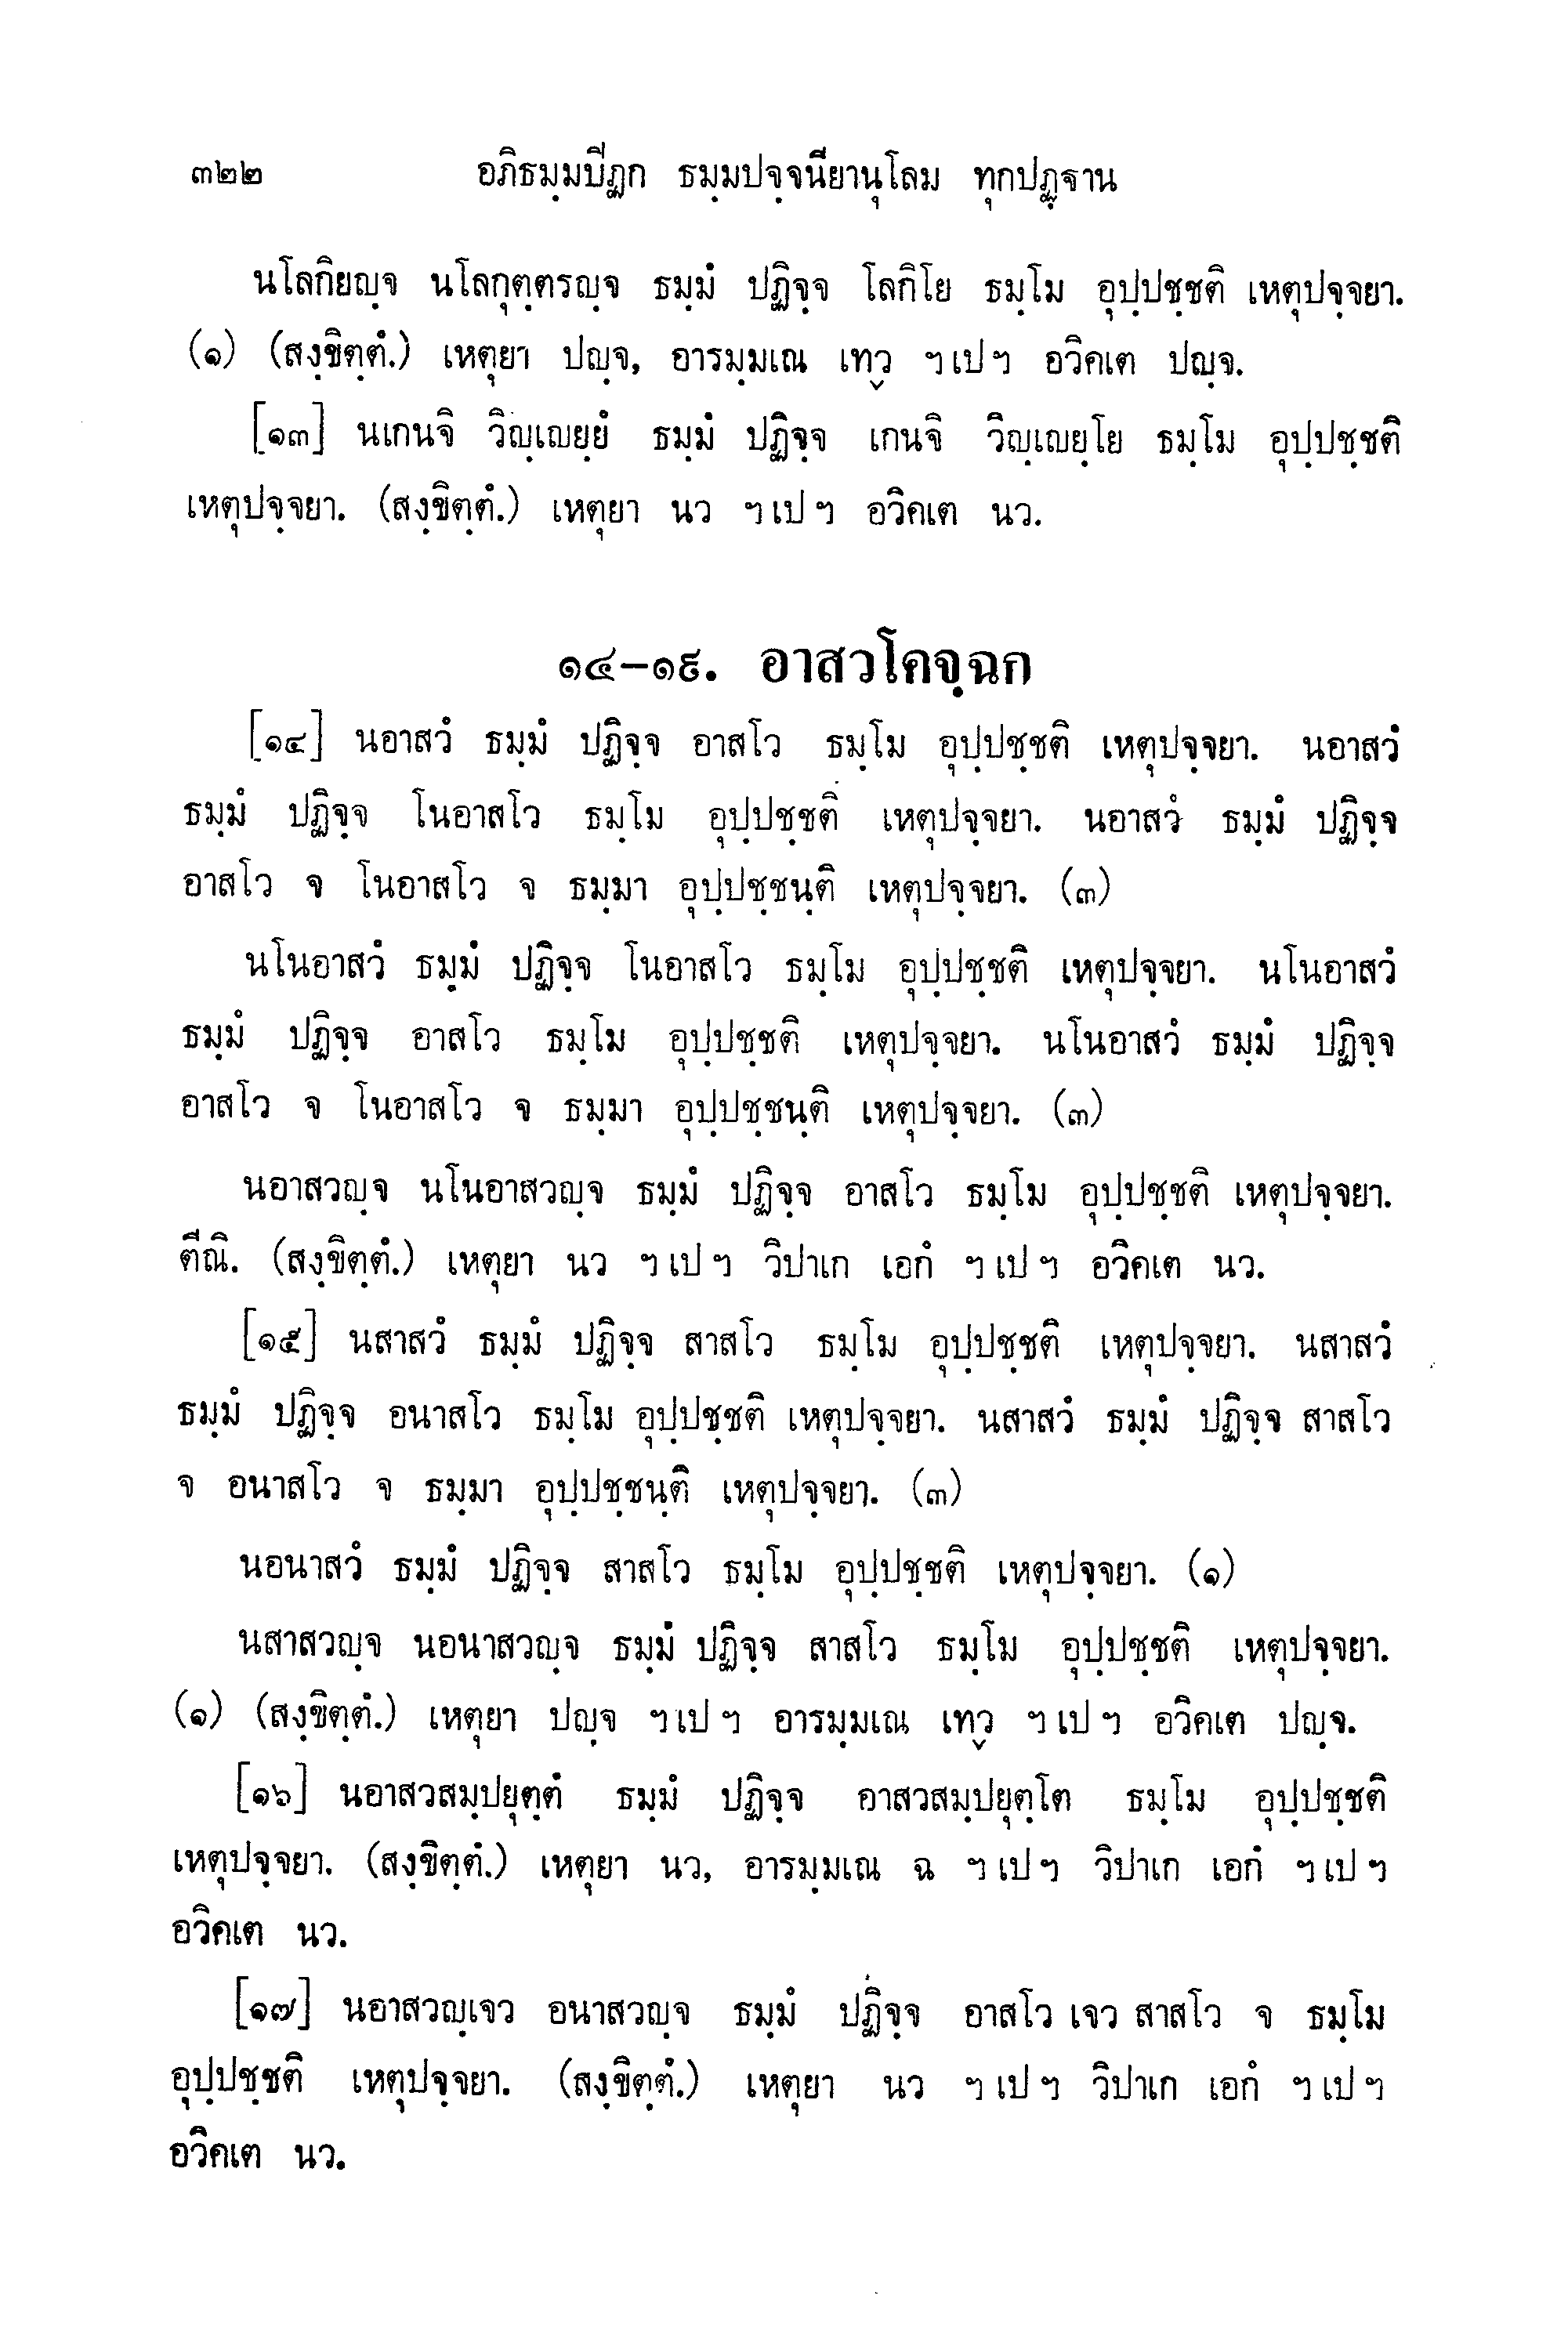 ๓๒๒ อภิธมฺมปีฏก ธมฺมปจฺจนียานุโลม ทุกปฏฺฐาน
นโลกิยญฺจ นโลกุตฺตรญฺจ ธมฺมํ ปฏิจฺจ โลกิโย ธมฺโม อุปฺปชฺชติ เหตุปจฺจยา.
(๑) (สงฺขิตฺตํ.) เหตุยา ปญฺจ, อารมฺมเณ เทฺว ฯเปฯ อวิคเต ปญฺจ.
[๑๓] นเกนจิ วิญฺเญยฺยํ ธมฺมํ ปฏิจฺจ เกนจิ วิญฺเญยฺโย ธมฺโม อุปฺปชฺชติ
เหตุปจฺจยา. (สงฺขิตฺตํ.) เหตุยา นว ฯเปฯ อวิคเต นว.
๑๔-๑๙. อาสวโคจฺฉก
[๑๔] นอาสวํ ธมฺมํ ปฏิจฺจ อาสโว ธมฺโม อุปฺปชฺชติ เหตุปจฺจยา. นอาสวํ
ธมฺมํ ปฏิจฺจ โนอาสโว ธมฺโม อุปฺปชฺชติ เหตุปจฺจยา. นอาสวํ ธมฺมํ ปฏิจฺจ
อาสโว จ โนอาสโว จ ธมฺมา อุปฺปชฺชนฺติ เหตุปจฺจยา. (๓)
นโนอาสวํ ธมฺมํ ปฏิจฺจ โนอาสโว ธมฺโม อุปฺปชฺชติ เหตุปจฺจยา. นโนอาสวํ
ธมฺมํ ปฏิจฺจ อาสโว ธมฺโม อุปฺปชฺชติ เหตุปจฺจยา. นโนอาสวํ ธมฺมํ ปฏิจฺจ
อาสโว จ โนอาสโว จ ธมฺมา อุปฺปชฺชนฺติ เหตุปจฺจยา. (๓)
นอาสวญฺจ นโนอาสวญฺจ ธมฺมํ ปฏิจฺจ อาสโว ธมฺโม อุปฺปชฺชติ เหตุปจฺจยา.
ตีณิ. (สงฺขิตฺตํ.) เหตุยา นว ฯเปฯ วิปาเก เอกํ ฯเปฯ อวิคเต นว.
[๑๕] นสาสวํ ธมฺมํ ปฏิจฺจ สาสโว ธมฺโม อุปฺปชฺชติ เหตุปจฺจยา. นสาสวํ
ธมฺมํ ปฏิจฺจ อนาสโว ธมฺโม อุปฺปชฺชติ เหตุปจฺจยา. นสาสวํ ธมฺมํ ปฏิจฺจ สาสโว
จ อนาสโว จ ธมฺมา อุปฺปชฺชนฺติ เหตุปจฺจยา. (๓)
นอนาสวํ ธมฺมํ ปฏิจฺจ สาสโว ธมฺโม อุปฺปชฺชติ เหตุปจฺจยา. (๑)
นสาสวญฺจ นอนาสวญฺจ ธมฺมํ ปฏิจฺจ สาสโว ธมฺโม อุปฺปชฺชติ เหตุปจฺจยา.
(๑) (สงฺขิตฺตํ.) เหตุยา ปญฺจ ฯเปฯ อารมฺมเณ เทฺว ฯเปฯ อวิคเต ปญฺจ.
[๑๖] นอาสวสมฺปยุตฺตํ ธมฺมํ ปฏิจฺจ อาสวสมฺปยุตฺโต ธมฺโม อุปฺปชฺชติ
เหตุปจฺจยา. (สงฺขิตฺตํ.) เหตุยา นว, อารมฺมเณ ฉ ฯเปฯ วิปาเก เอกํ ฯเปฯ
อวิคเต นว.
[๑๗] นอาสวญฺเจว อนาสวญฺจ ธมฺมํ ปฏิจฺจ อาสโว เจว สาสโว จ ธมฺโม
อุปฺปชฺชติ เหตุปจฺจยา. (สงฺขิตฺตํ.) เหตุยา นว ฯเปฯ วิปาเก เอกํ ฯเปฯ
อวิคเต นว.